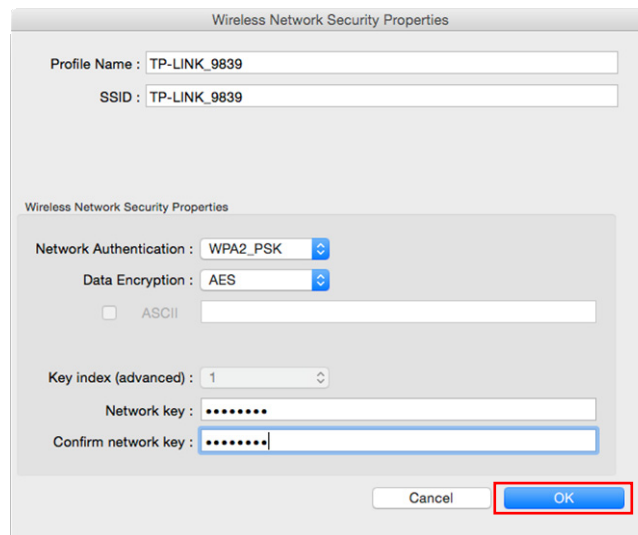 Wireless Network Security Properties
Profile Name : TP-LINK_9839
SSID : TP-LINK_9839
Wireless Network Security Properties
Network Authentication : WPA2_PSK
Data Encryption : AES
ASCII
Key index (advanced) : 1
Network key : ••••••••
Confirm network key : ••••••••
Cancel OK